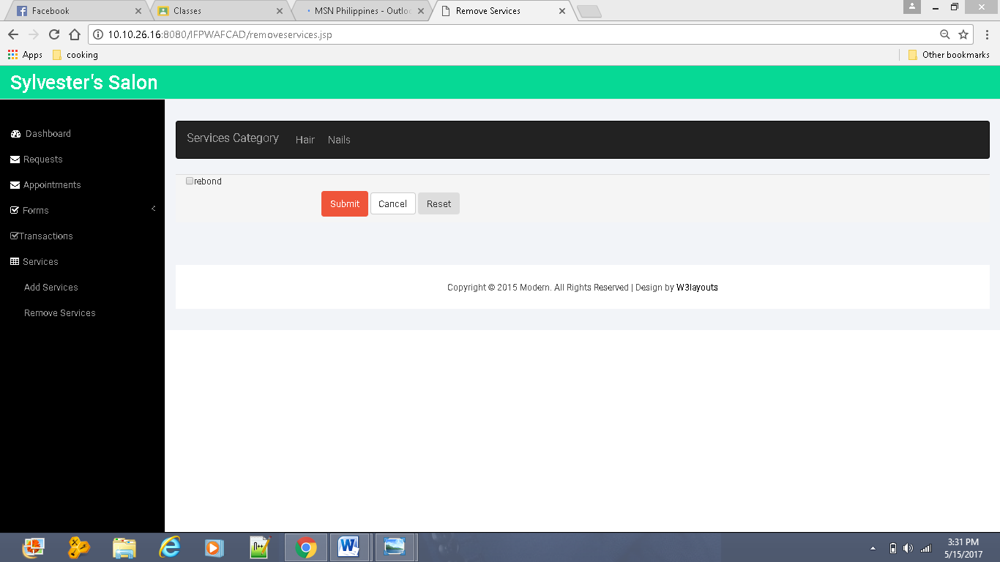 Facebook
Classes
MSN Philippines - Outloo
Remove Services
10.10.26.16:8080/IFPWAFCAD/removeservices.jsp
Apps
cooking
Other bookmarks
Sylvester's Salon
Dashboard
Requests
Appointments
Forms
Transactions
Services
Add Services
Remove Services
Services Category Hair Nails
rebond
Submit Cancel Reset
Copyright © 2015 Modern. All Rights Reserved | Design by W3layouts
3:31 PM
5/15/2017